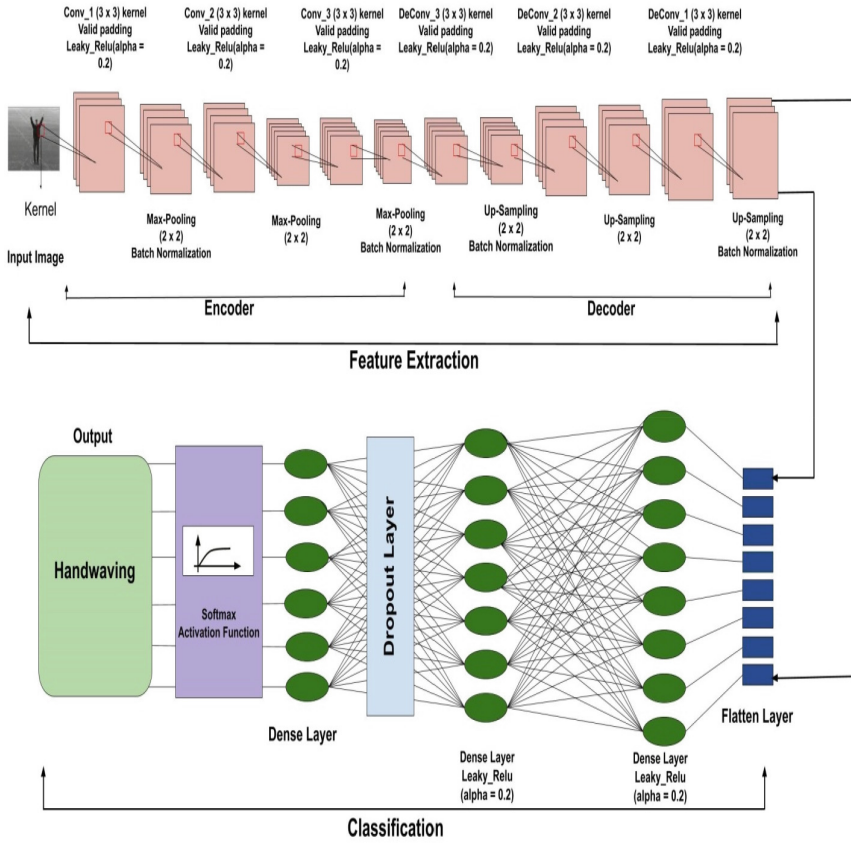 Conv_1 (3 x 3) kernel
Valid padding
Leaky_Relu(alpha =
0.2)
Conv_2 (3 x 3) kernel
Valid padding
Leaky_Relu(alpha =
0.2)
Conv_3 (3 x 3) kernel
Valid padding
Leaky_Relu(alpha =
0.2)
DeConv_3 (3 x 3) kernel
Valid padding
Leaky_Relu(alpha = 0.2)
DeConv_2 (3 x 3) kernel
Valid padding
Leaky_Relu(alpha = 0.2)
DeConv_1 (3 x 3) kernel
Valid padding
Leaky_Relu(alpha = 0.2)
Kernel
Input Image
Max-Pooling
(2 x 2)
Batch Normalization
Max-Pooling
(2 x 2)
Max-Pooling
(2 x 2)
Batch Normalization
Up-Sampling
(2 x 2)
Batch Normalization
Up-Sampling
(2 x 2)
Up-Sampling
(2 x 2)
Batch Normalization
Encoder
Decoder
Feature Extraction
Output
Handwaving
Softmax
Activation Function
Dense Layer
Dropout Layer
Dense Layer
Leaky_Relu
(alpha = 0.2)
Dense Layer
Leaky_Relu
(alpha = 0.2)
Flatten Layer
Classification